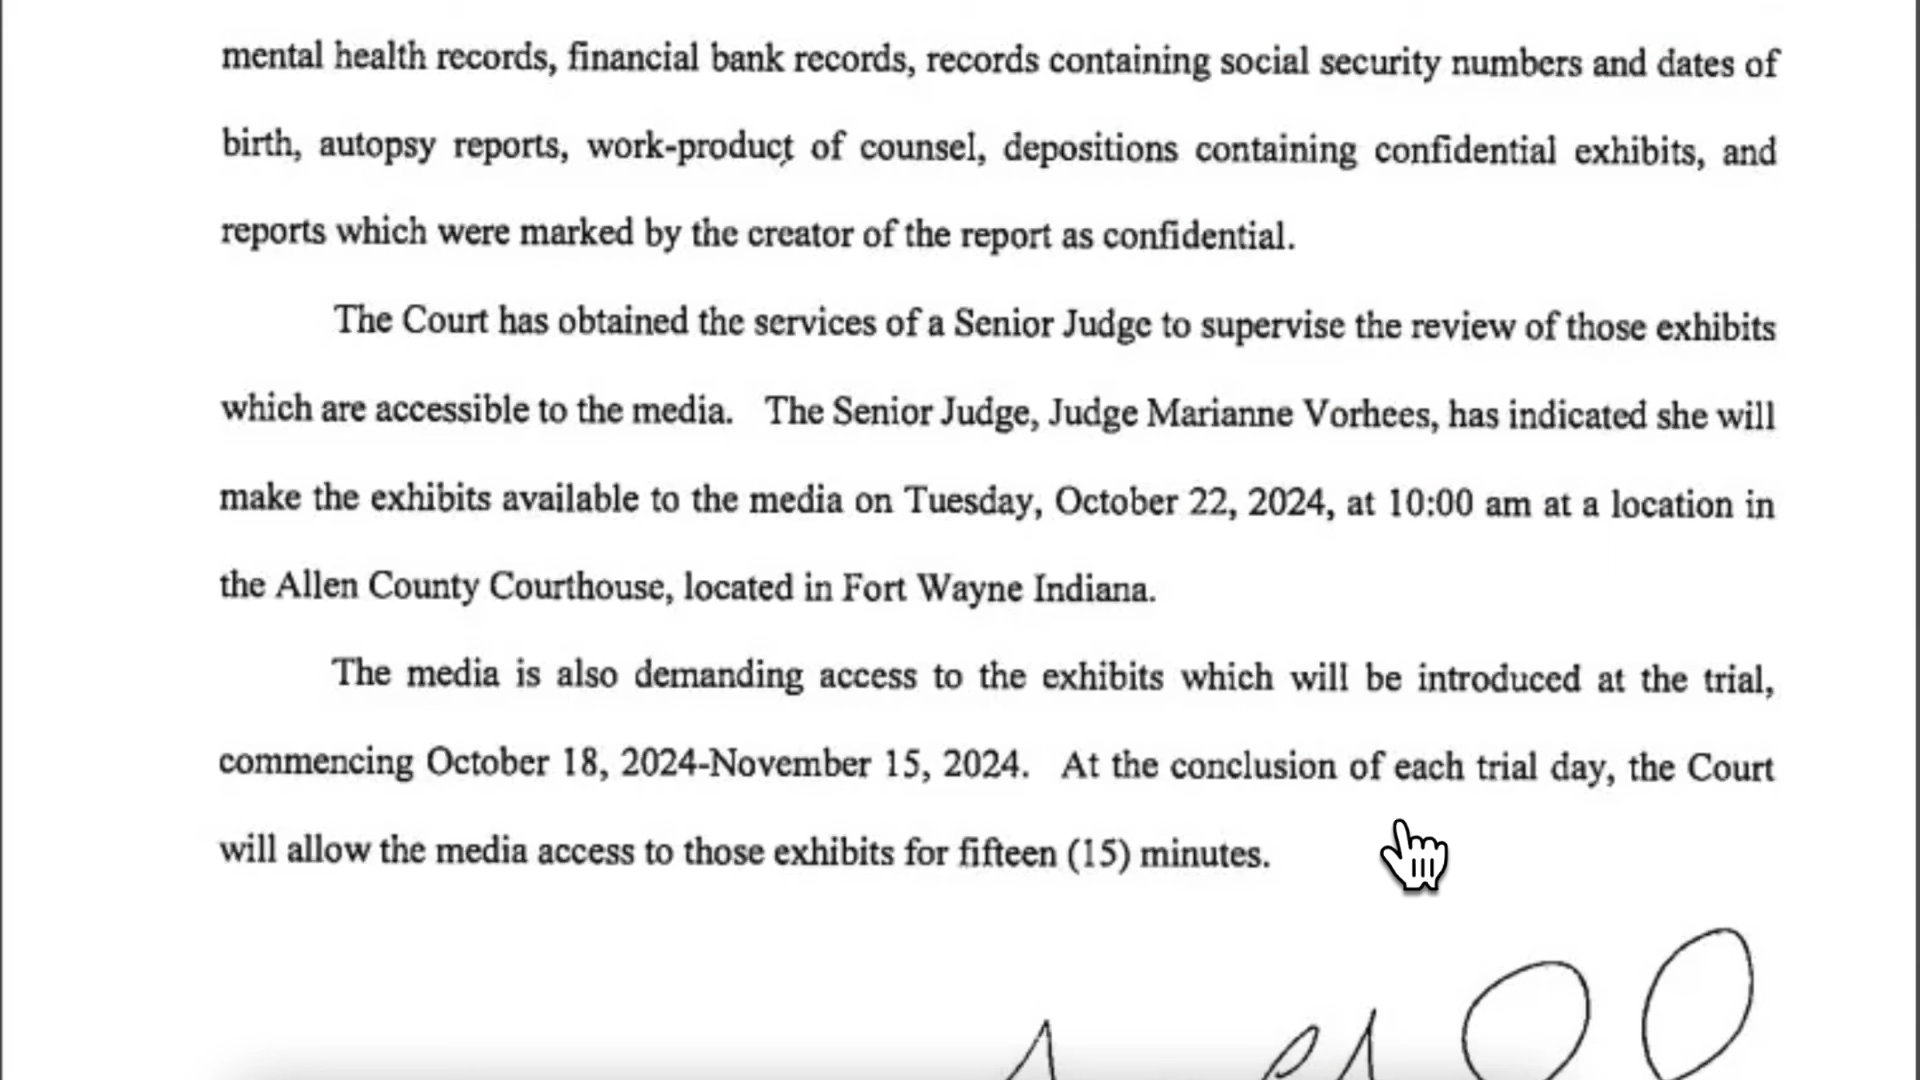 mental health records, financial bank records, records containing social security numbers and dates of
birth, autopsy reports, work-product of counsel, depositions containing confidential exhibits, and
reports which were marked by the creator of the report as confidential.
The Court has obtained the services of a Senior Judge to supervise the review of those exhibits
which are accessible to the media. The Senior Judge, Judge Marianne Vorhees, has indicated she will
make the exhibits available to the media on Tuesday, October 22, 2024, at 10:00 am at a location in
the Allen County Courthouse, located in Fort Wayne Indiana.
The media is also demanding access to the exhibits which will be introduced at the trial,
commencing October 18, 2024-November 15, 2024. At the conclusion of each trial day, the Court
will allow the media access to those exhibits for fifteen (15) minutes.